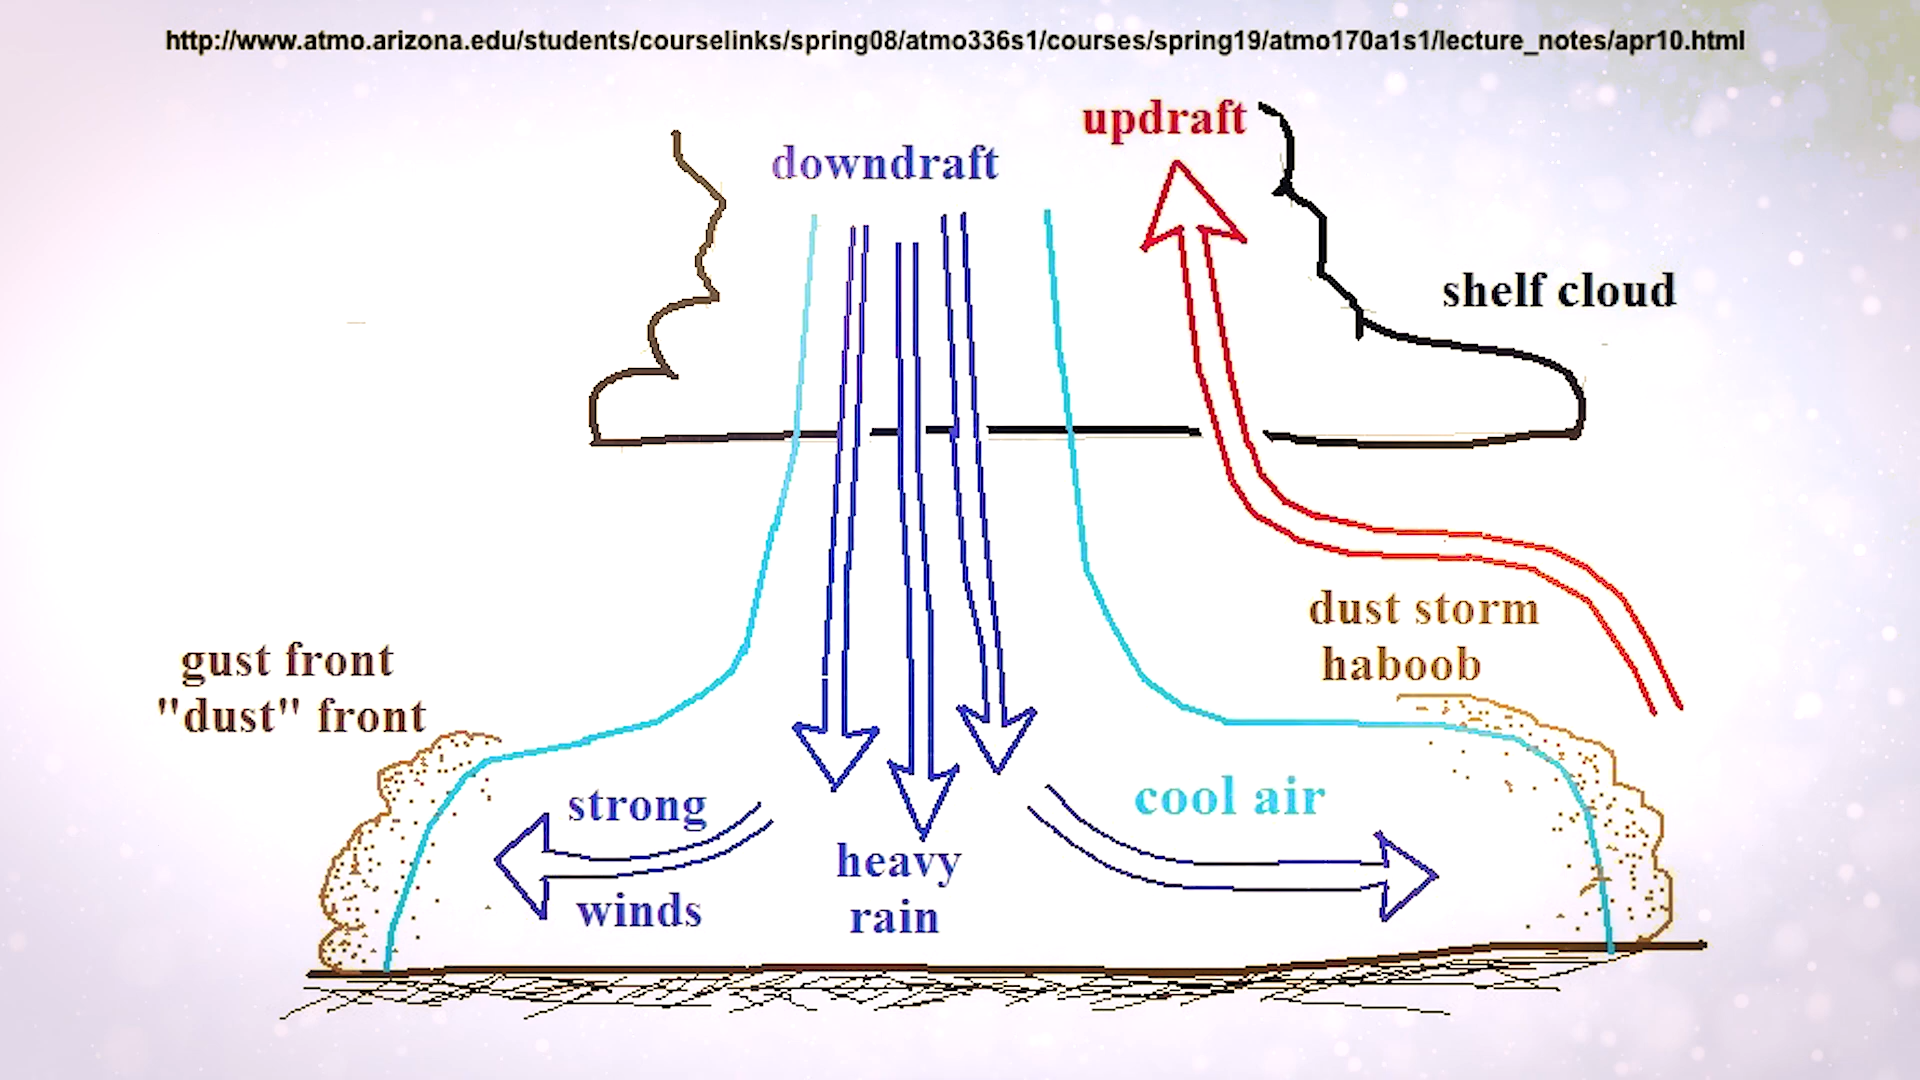 http://www.atmo.arizona.edu/students/courselinks/spring08/atmo336s1/courses/spring19/atmo170a1s1/lecture_notes/apr10.html
updraft
downdraft
shelf cloud
dust storm
haboob
gust front
"dust" front
strong
winds
heavy
rain
cool air